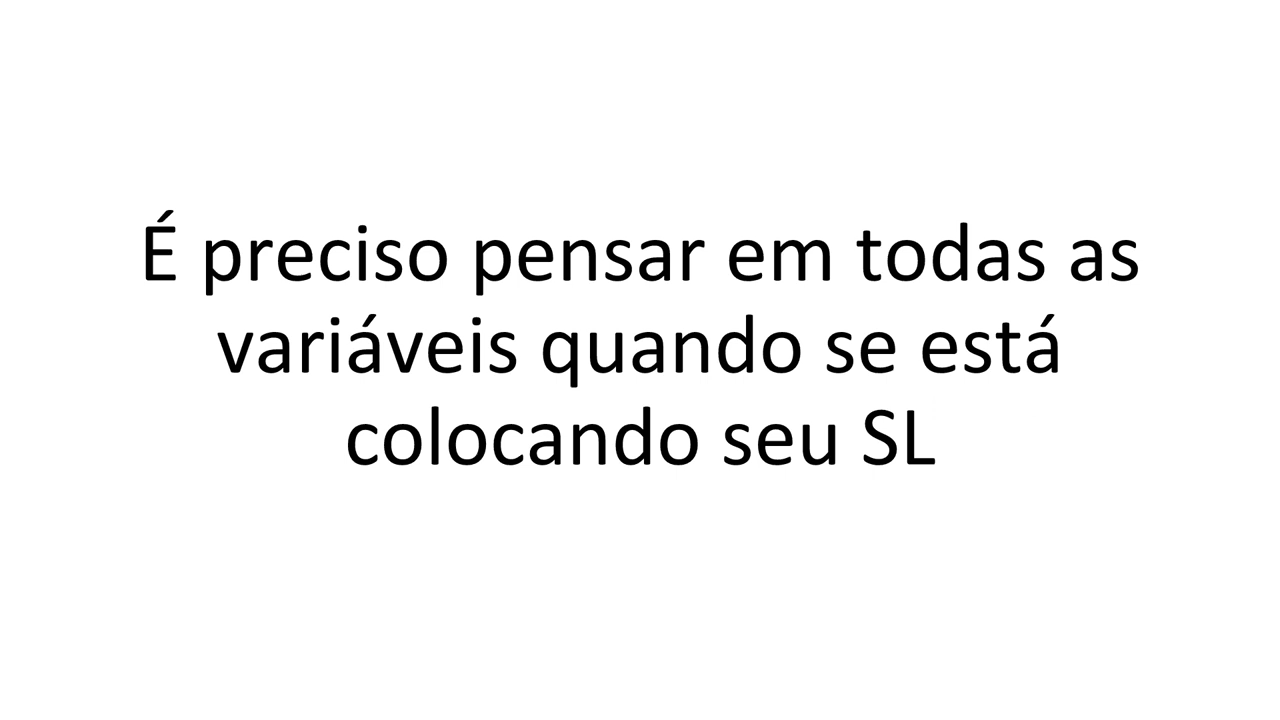 É preciso pensar em todas as
variáveis quando se está
colocando seu SL